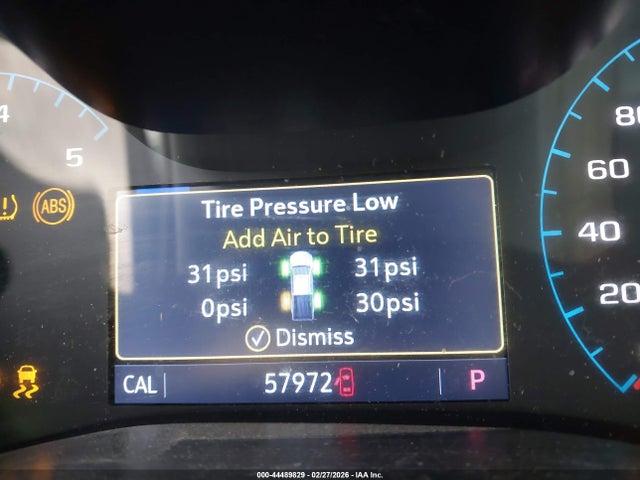 4
5
ABS
Tire Pressure Low
Add Air to Tire
31psi 31psi
0psi 30psi
Dismiss
CAL 57972 P
80
60
40
20
000-44489829 02/27/2026 IAA Inc.